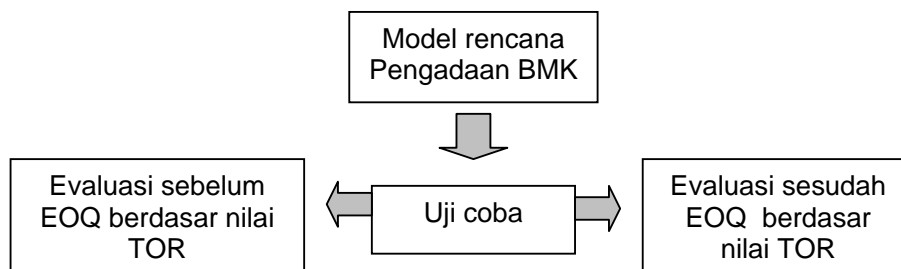 Model rencana
Pengadaan BMK
Evaluasi sebelum
EOQ berdasar nilai
TOR
Uji coba
Evaluasi sesudah
EOQ berdasar
nilai TOR